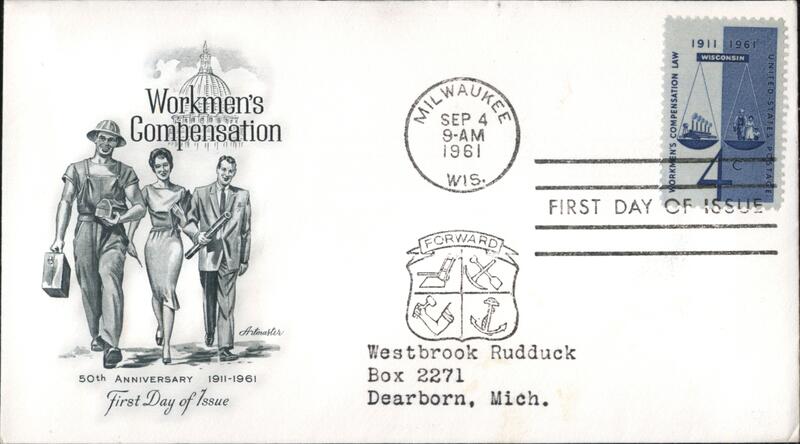 Workmen's
Compensation
Artmaster
50th ANNIVERSARY 1911-1961
First Day of Issue
MILWAUKEE
SEP 4
9-AM
1961
WIS.
1911 1961
WISCONSIN
WORKMEN'S COMPENSATION LAW
UNITED STATES POSTAGE
4 C
FIRST DAY OF ISSUE
FORWARD
Westbrook Rudduck
Box 2271
Dearborn, Mich.